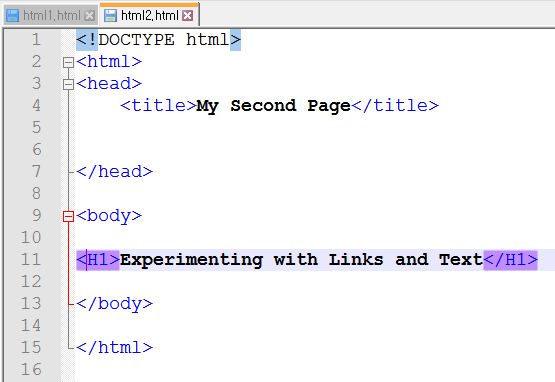 html1,html html2,html
1 <!DOCTYPE html>
2 <html>
3 <head>
4 <title>My Second Page</title>
5
6
7 </head>
8
9 <body>
10
11 <H1>Experimenting with Links and Text</H1>
12
13 </body>
14
15 </html>
16